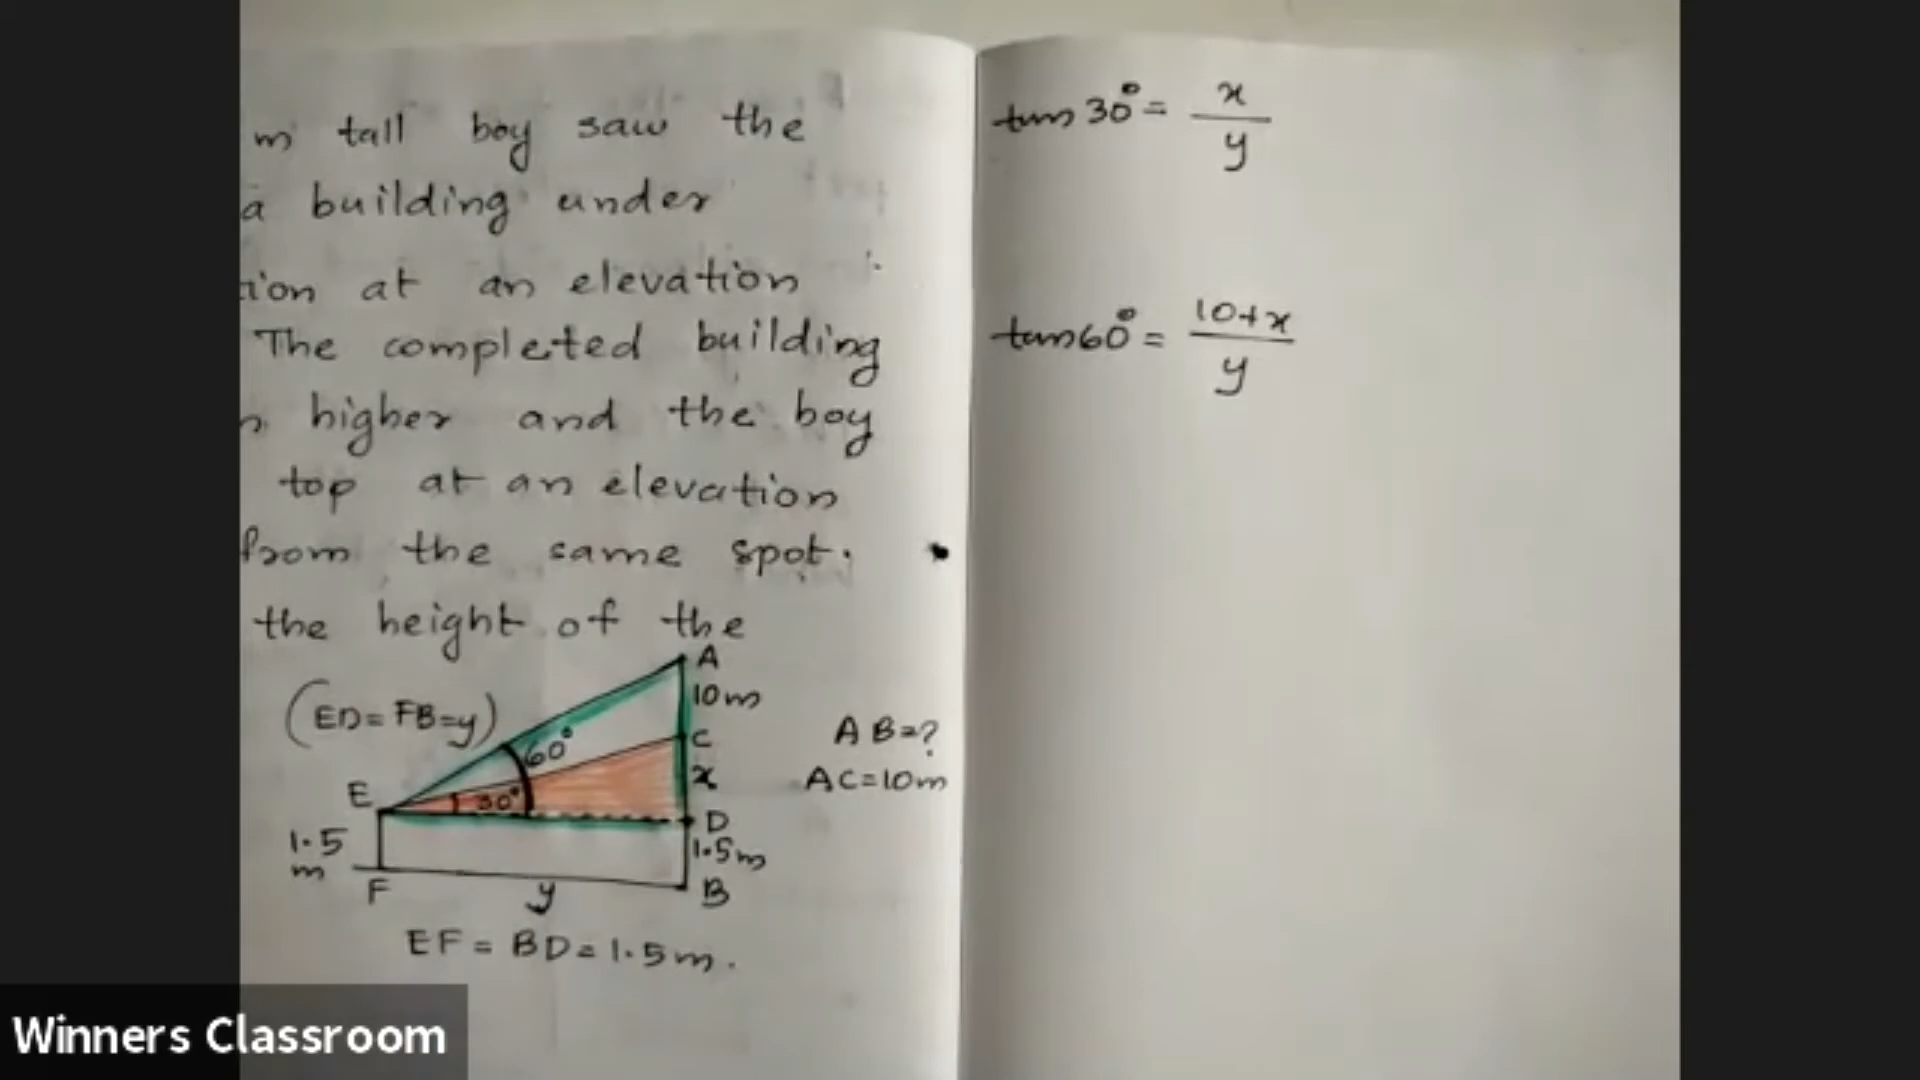 m tall boy saw the
a building under
tion at an elevation
The completed building
higher and the boy
top at an elevation
from the same spot.
the height of the
A
10m
(ED=FB=y)
60°
C
AB=?
x
AC=10m
E
30°
D
1.5
m
1.5m
F
y
B
EF = BD = 1.5m.
tan 30° = x/y
tan 60° = 10+x/y
Winners Classroom